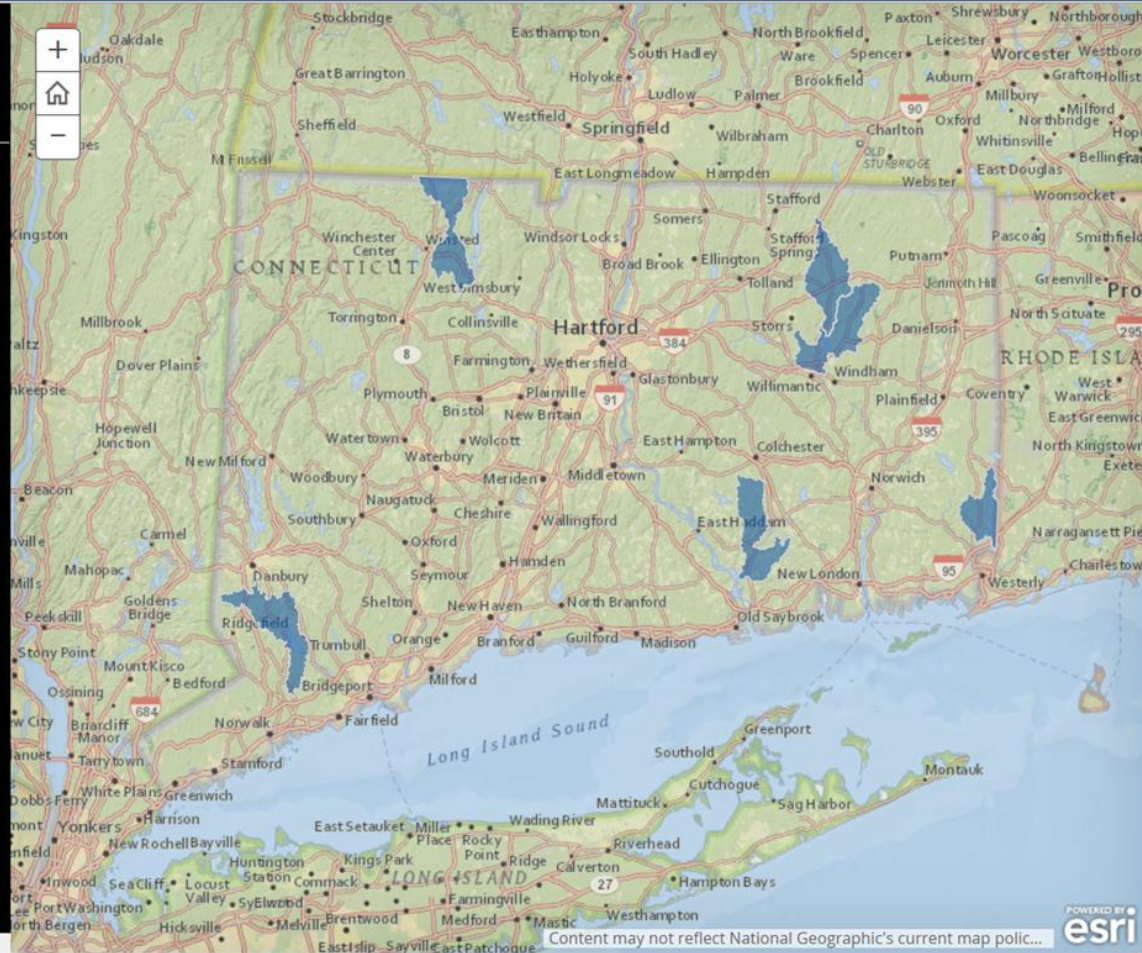 +
−
Stockbridge
Oakdale
Easthampton
South Hadley
North Brookfield
Ware
Paxton
Shrewsbury
Northborough
Spencer
Leicester
Worcester
Westboro
Great Barrington
Holyoke
Ludlow
Palmer
Brookfield
Auburn
Grafton
Hollist
Millbury
Milford
Westfield
Springfield
Wilbraham
90
Charlton
Oxford
Northbridge
Hop
Whitinsville
Sheffield
OLD
STURBRIDGE
Mt Frissell
East Longmeadow
Hampden
Webster
East Douglas
Woonsocket
Stafford
Somers
Kingston
Winchester
Center
Winsted
Windsor Locks
Stafford
Springs
Pascoag
Smithfield
CONNECTICUT
Broad Brook
Ellington
Putnam
West Simsbury
Tolland
Greenville
Pro
Millbrook
Torrington
Collinsville
Hartford
384
Storrs
Danielson
North Scituate
295
8
Dover Plains
Farmington
Wethersfield
Glastonbury
Windham
RHODE ISLA
Plymouth
Plainville
91
Willimantic
West
Warwick
Bristol
New Britain
Plainfield
Coventry
East Greenwic
Hopewell
Junction
395
Watertown
Wolcott
East Hampton
Colchester
North Kingstown
New Milford
Waterbury
Exete
Beacon
Woodbury
Meriden
Middletown
Norwich
Naugatuck
Cheshire
Southbury
Wallingford
East Haddam
Carmel
Oxford
Narragansett Pie
Mahopac
Danbury
Seymour
Hamden
New London
95
Westerly
Charlestow
Mills
Goldens
Bridge
Peekskill
Ridgefield
Shelton
New Haven
North Branford
Old Saybrook
Trumbull
Orange
Branford
Guilford
Madison
Stony Point
Mount Kisco
Bedford
Bridgeport
Milford
Ossining
684
Briarcliff
Manor
Norwalk
Fairfield
Long Island Sound
Greenport
Tarrytown
Stamford
Southold
Montauk
White Plains
Greenwich
Cutchogue
Dobbs Ferry
Mattituck
Sag Harbor
Harrison
Yonkers
East Setauket
Miller
Place
Rocky
Point
Wading River
New Rochell
Bayville
Riverhead
Huntington
Station
Kings Park
Ridge
Calverton
Inwood
Sea Cliff
Locust
Valley
Commack
LONG ISLAND
27
Hampton Bays
Port Washington
Elwood
Farmingville
North Bergen
Hicksville
Melville
Brentwood
Medford
Mastic
Westhampton
East Islip
Sayville
East Patchogue
Content may not reflect National Geographic's current map polic...
POWERED BY
esri